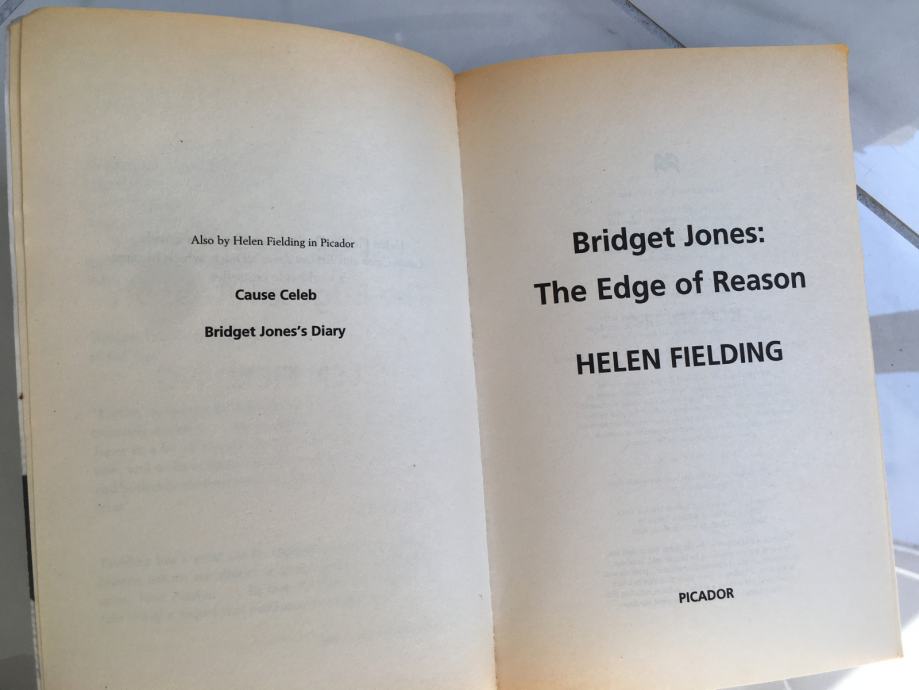 Also by Helen Fielding in Picador
Cause Celeb
Bridget Jones's Diary
Bridget Jones:
The Edge of Reason
HELEN FIELDING
PICADOR